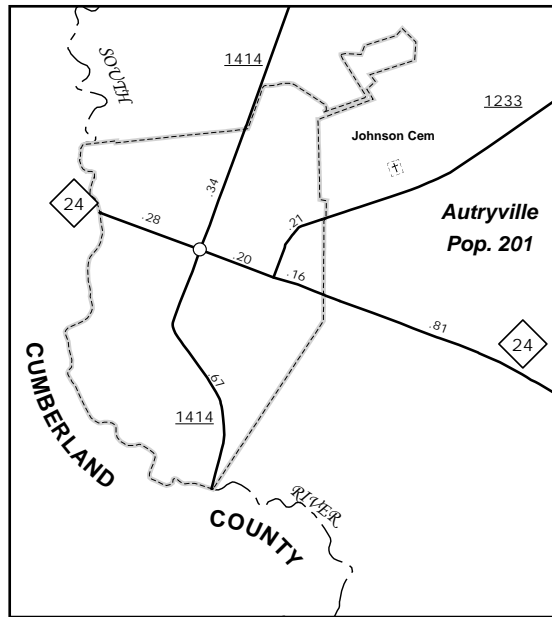 SOUTH
1414
1233
Johnson Cem
.34
24
.28
.21
Autryville
Pop. 201
.20
.16
.81
24
.67
1414
CUMBERLAND
COUNTY
RIVER